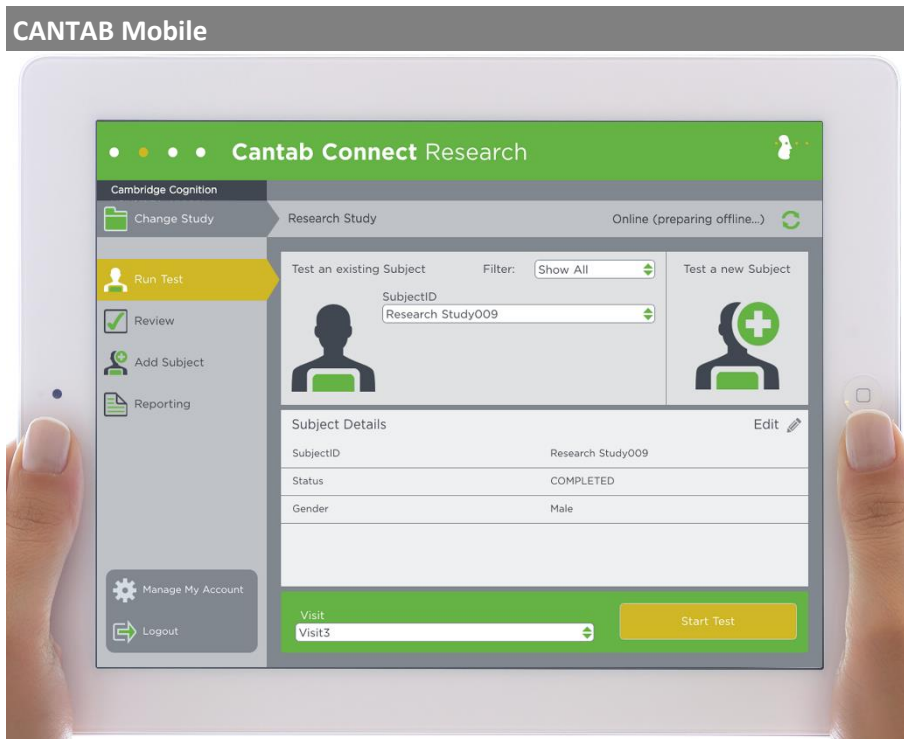 CANTAB Mobile
Cantab Connect Research
Cambridge Cognition
Change Study
Research Study
Online (preparing offline...)
Run Test
Review
Add Subject
Reporting
Test an existing Subject
Filter:
Show All
SubjectID
Research Study009
Test a new Subject
Subject Details
Edit
SubjectID
Research Study009
Status
COMPLETED
Gender
Male
Manage My Account
Logout
Visit
Visit3
Start Test